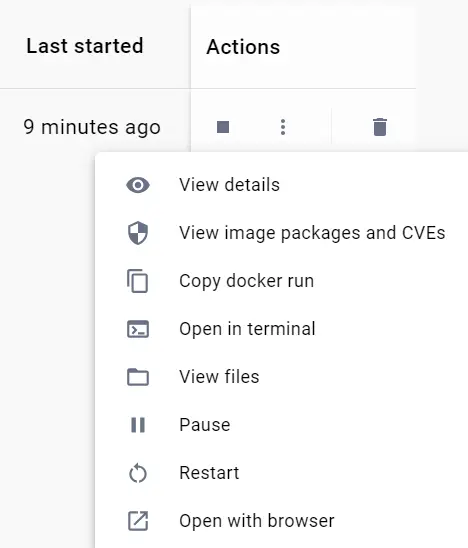 Last started Actions
9 minutes ago
View details
View image packages and CVEs
Copy docker run
Open in terminal
View files
Pause
Restart
Open with browser